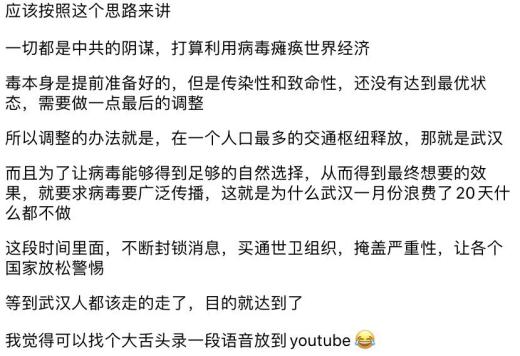 应该按照这个思路来讲
一切都是中共的阴谋，打算利用病毒瘫痪世界经济
毒本身是提前准备好的，但是传染性和致命性，还没有达到最优状
态，需要做一点最后的调整
所以调整的办法就是，在一个人口最多的交通枢纽释放，那就是武汉
而且为了让病毒能够得到足够的自然选择，从而得到最终想要的效
果，就要求病毒要广泛传播，这就是为什么武汉一月份浪费了20天什
么都不做
这段时间里面，不断封锁消息，买通世卫组织，掩盖严重性，让各个
国家放松警惕
等到武汉人都该走的走了，目的就达到了
我觉得可以找个大舌头录一段语音放到youtube😂